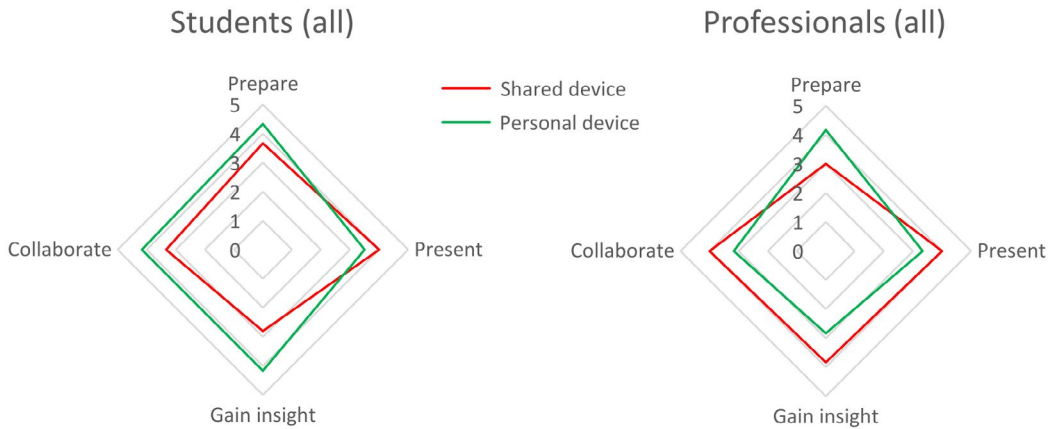 Students (all)
Professionals (all)
Prepare
5
4
3
2
1
0
Collaborate
Present
Gain insight
Shared device
Personal device
Prepare
5
4
3
2
1
0
Collaborate
Present
Gain insight